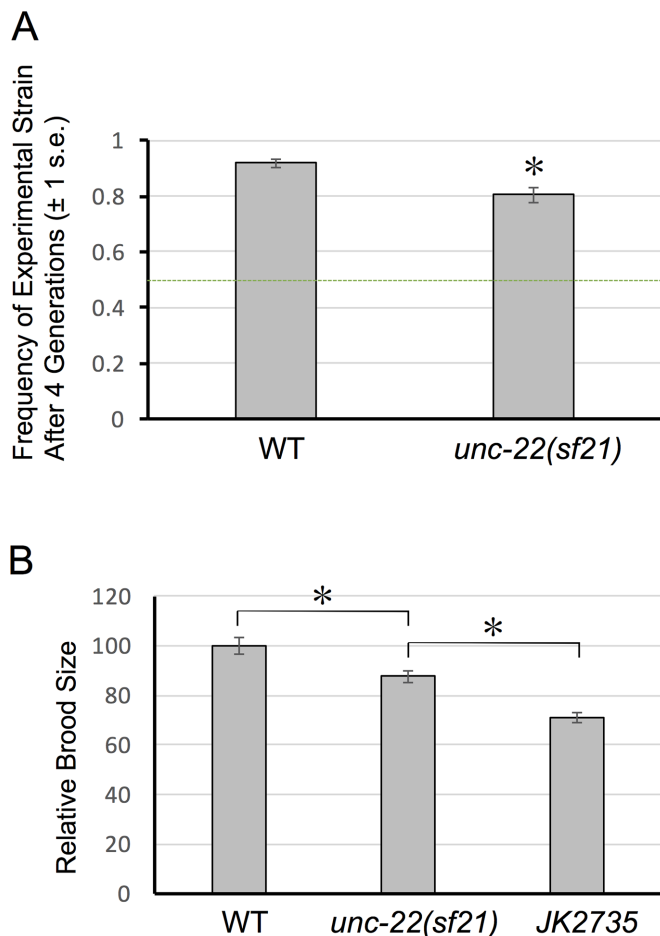 A
Frequency of Experimental Strain
After 4 Generations (± 1 s.e.)
1
0.8
0.6
0.4
0.2
0
*
WT
unc-22(sf21)
B
Relative Brood Size
120
100
80
60
40
20
0
*
*
WT
unc-22(sf21)
JK2735